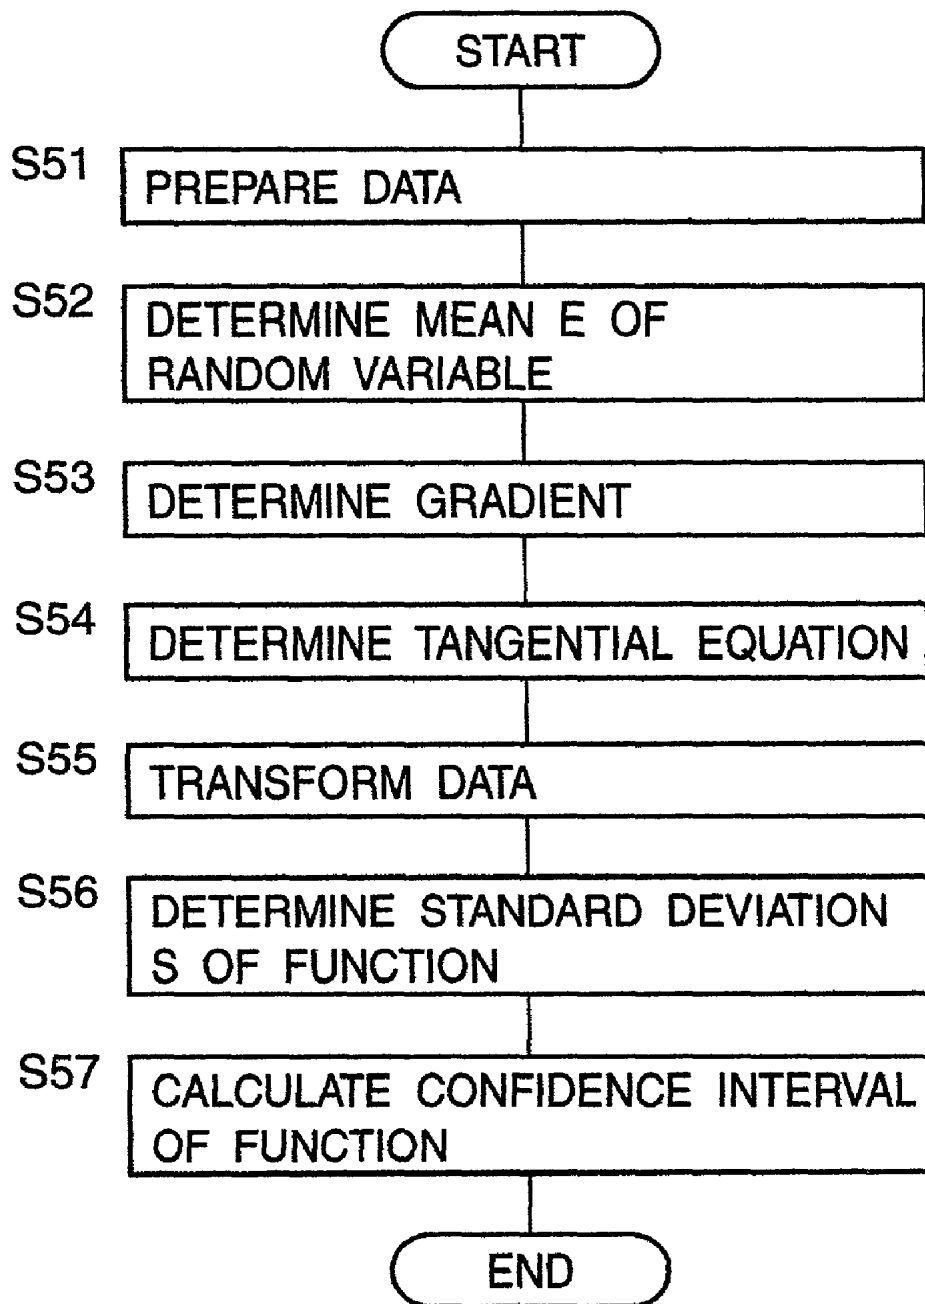 START
S51
PREPARE DATA
S52
DETERMINE MEAN E OF
RANDOM VARIABLE
S53
DETERMINE GRADIENT
S54
DETERMINE TANGENTIAL EQUATION
S55
TRANSFORM DATA
S56
DETERMINE STANDARD DEVIATION
S OF FUNCTION
S57
CALCULATE CONFIDENCE INTERVAL
OF FUNCTION
END